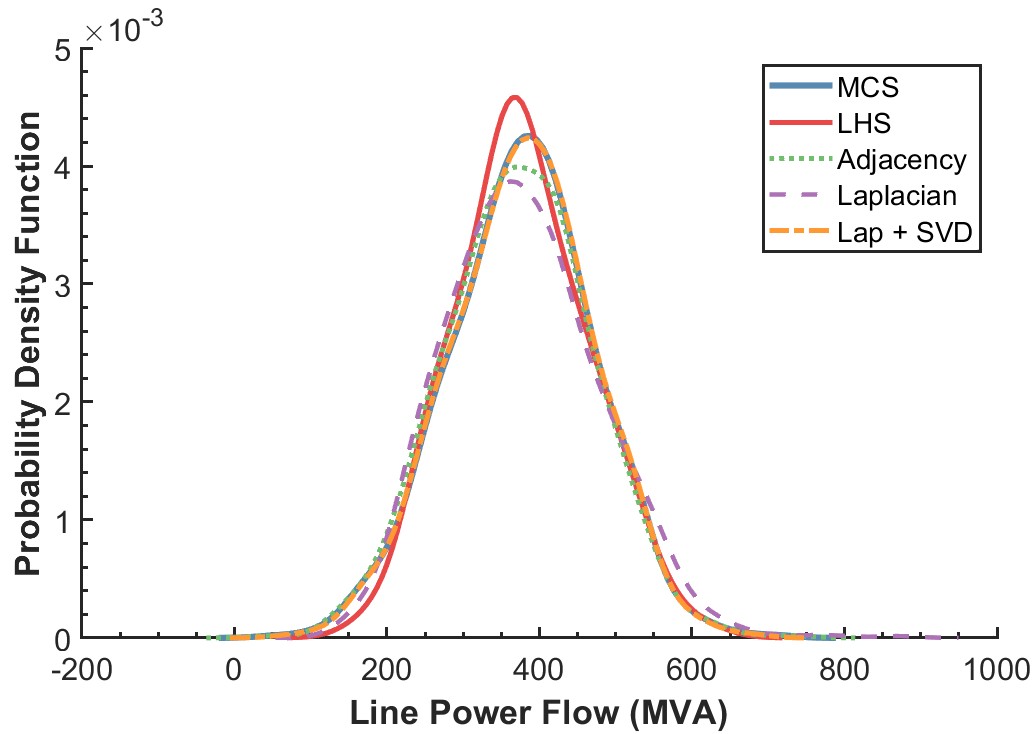 ×10-3
5
4
3
2
1
0
-200
0
200
400
600
800
1000
Probability Density Function
Line Power Flow (MVA)
MCS
LHS
Adjacency
Laplacian
Lap + SVD